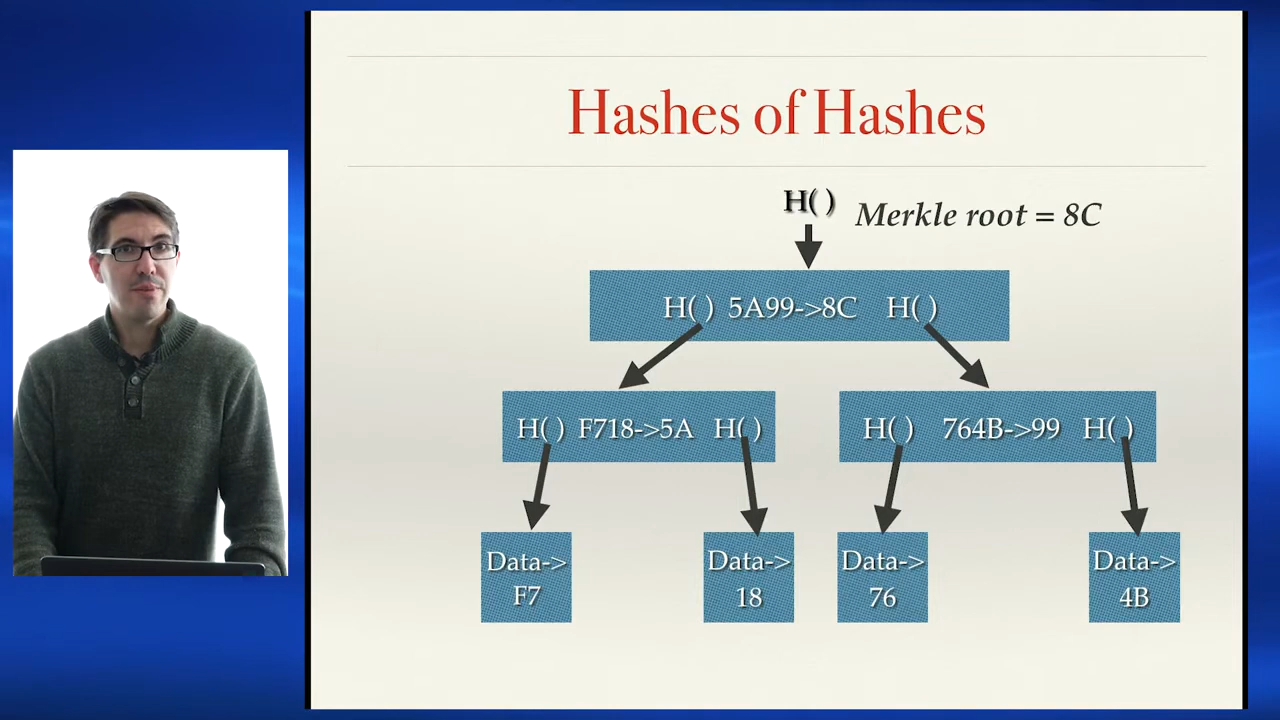 Hashes of Hashes
H( )
Merkle root = 8C
H( ) 5A99->8C H( )
H( ) F718->5A H( )
H( ) 764B->99 H( )
Data->
F7
Data->
18
Data->
76
Data->
4B